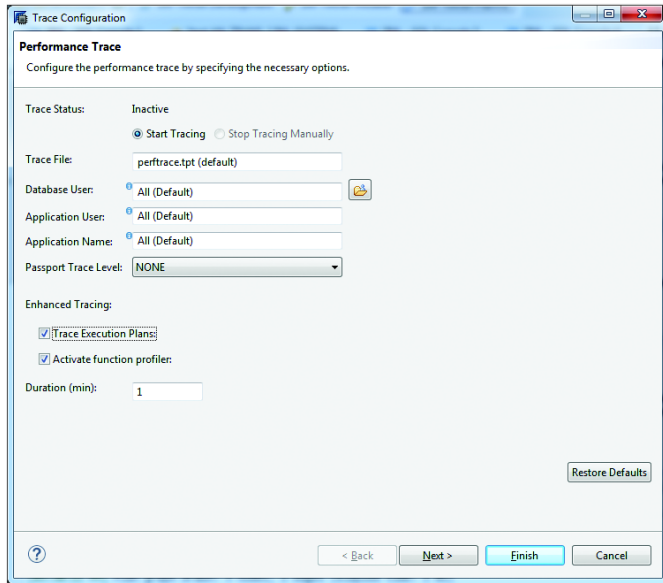 Trace Configuration
Performance Trace
Configure the performance trace by specifying the necessary options.
Trace Status: Inactive
Start Tracing Stop Tracing Manually
Trace File: perftrace.tpt (default)
Database User: All (Default)
Application User: All (Default)
Application Name: All (Default)
Passport Trace Level: NONE
Enhanced Tracing:
Trace Execution Plans:
Activate function profiler:
Duration (min): 1
Restore Defaults
? < Back Next > Finish Cancel